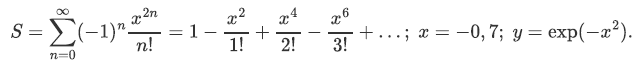 S = \sum_{n=0}^{\infty} (-1)^n \frac{x^{2n}}{n!} = 1 - \frac{x^2}{1!} + \frac{x^4}{2!} - \frac{x^6}{3!} + \ldots; \; x = -0,7; \; y = \exp(-x^2).